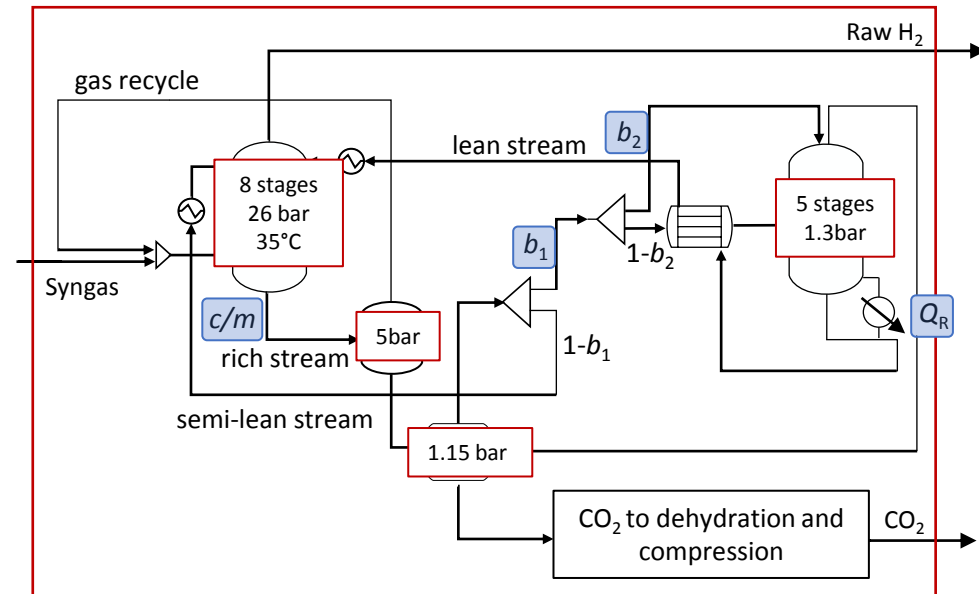 Raw H₂
gas recycle
b₂
lean stream
8 stages
26 bar
35°C
5 stages
1.3bar
b₁
1-b₂
Syngas
c/m
5bar
Q_R
rich stream
1-b₁
semi-lean stream
1.15 bar
CO₂ to dehydration and
compression
CO₂